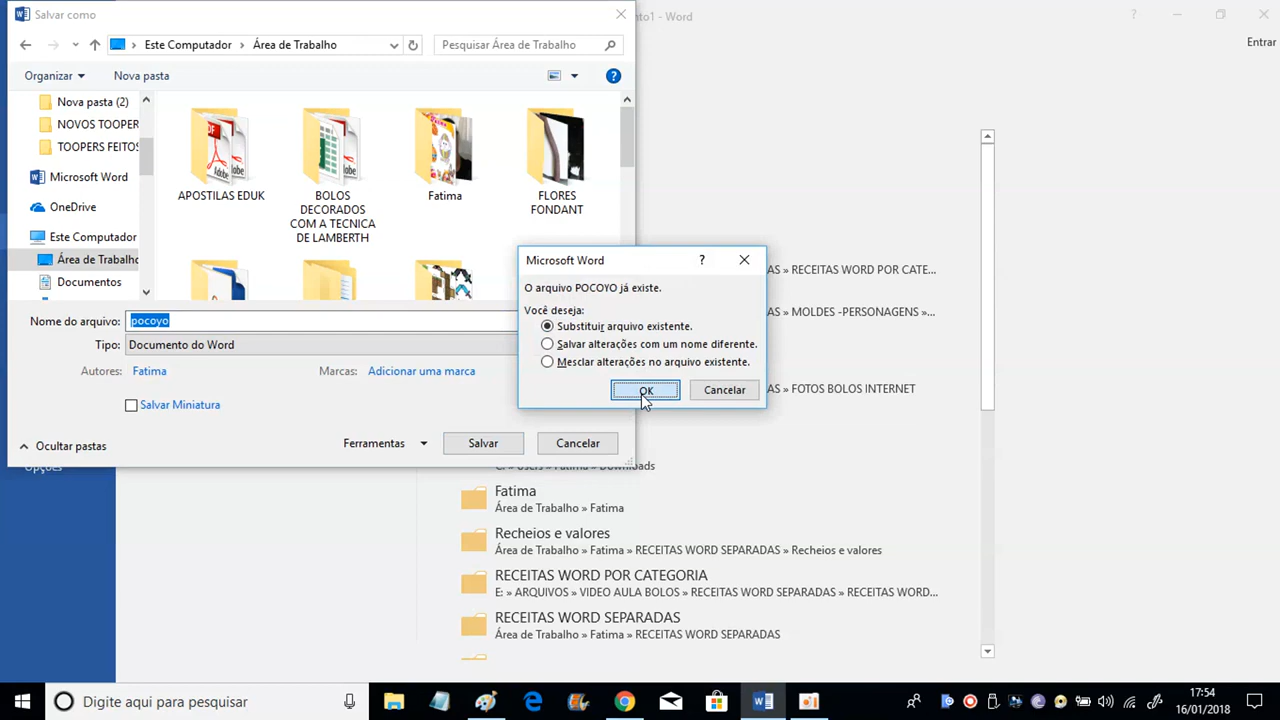 Salvar como
nto1 - Word
Entrar
Este Computador
Área de Trabalho
Pesquisar Área de Trabalho
Organizar
Nova pasta
Nova pasta (2)
NOVOS TOOPER
TOOPERS FEITOS
Microsoft Word
OneDrive
Este Computador
Área de Trabalho
Documentos
APOSTILAS EDUK
BOLOS
DECORADOS
COM A TECNICA
DE LAMBERTH
Fatima
FLORES
FONDANT
Nome do arquivo:
pocoyo
Tipo:
Documento do Word
Autores:
Fatima
Marcas:
Adicionar uma marca
Salvar Miniatura
Ocultar pastas
Ferramentas
Salvar
Cancelar
Microsoft Word
?
O arquivo POCOYO já existe.
Você deseja:
Substituir arquivo existente.
Salvar alterações com um nome diferente.
Mesclar alterações no arquivo existente.
OK
Cancelar
AS » RECEITAS WORD POR CATE...
AS » MOLDES -PERSONAGENS »...
AS » FOTOS BOLOS INTERNET
Opções
C: » Users » Fatima » Downloads
Fatima
Área de Trabalho » Fatima
Recheios e valores
Área de Trabalho » Fatima » RECEITAS WORD SEPARADAS » Recheios e valores
RECEITAS WORD POR CATEGORIA
E: » ARQUIVOS » VIDEO AULA BOLOS » RECEITAS WORD SEPARADAS » RECEITAS WORD...
RECEITAS WORD SEPARADAS
Área de Trabalho » Fatima » RECEITAS WORD SEPARADAS
Digite aqui para pesquisar
17:54
16/01/2018